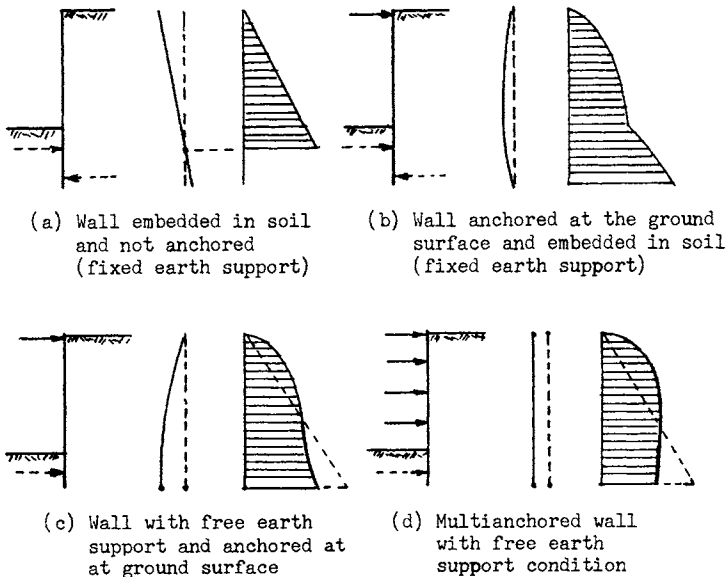 (a) Wall embedded in soil
and not anchored
(fixed earth support)
(b) Wall anchored at the ground
surface and embedded in soil
(fixed earth support)
(c) Wall with free earth
support and anchored at
at ground surface
(d) Multianchored wall
with free earth
support condition